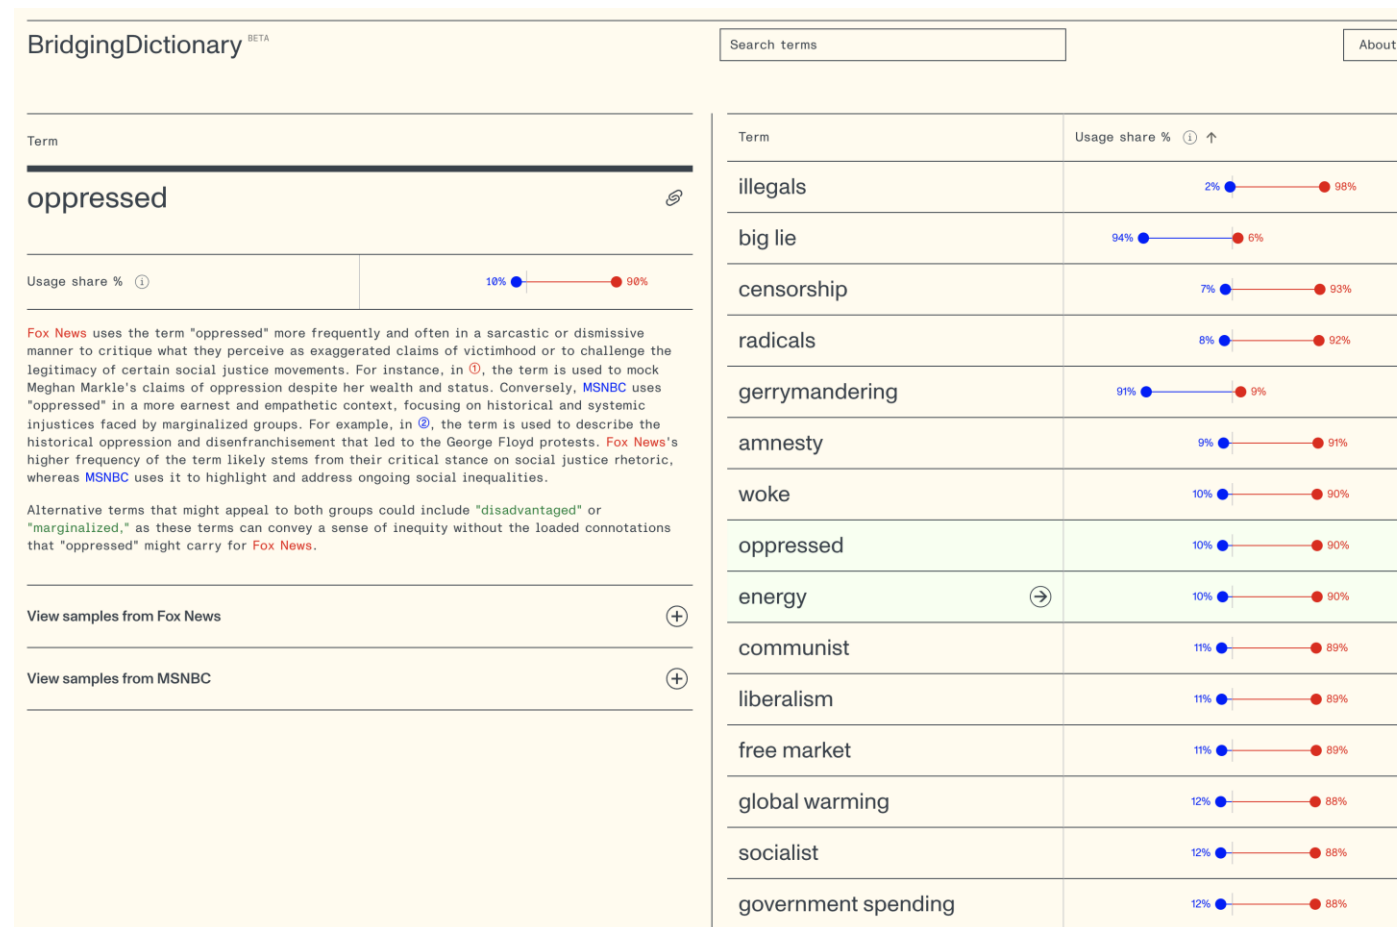 BridgingDictionary BETA
Search terms
About
Term
oppressed
Usage share % i
10% 90%
Fox News uses the term "oppressed" more frequently and often in a sarcastic or dismissive
manner to critique what they perceive as exaggerated claims of victimhood or to challenge the
legitimacy of certain social justice movements. For instance, in ①, the term is used to mock
Meghan Markle's claims of oppression despite her wealth and status. Conversely, MSNBC uses
"oppressed" in a more earnest and empathetic context, focusing on historical and systemic
injustices faced by marginalized groups. For example, in ②, the term is used to describe the
historical oppression and disenfranchisement that led to the George Floyd protests. Fox News's
higher frequency of the term likely stems from their critical stance on social justice rhetoric,
whereas MSNBC uses it to highlight and address ongoing social inequalities.
Alternative terms that might appeal to both groups could include "disadvantaged" or
"marginalized," as these terms can convey a sense of inequity without the loaded connotations
that "oppressed" might carry for Fox News.
View samples from Fox News
View samples from MSNBC
Term Usage share % i ↑
illegals 2% 98%
big lie 94% 6%
censorship 7% 93%
radicals 8% 92%
gerrymandering 91% 9%
amnesty 9% 91%
woke 10% 90%
oppressed 10% 90%
energy 10% 90%
communist 11% 89%
liberalism 11% 89%
free market 11% 89%
global warming 12% 88%
socialist 12% 88%
government spending 12% 88%